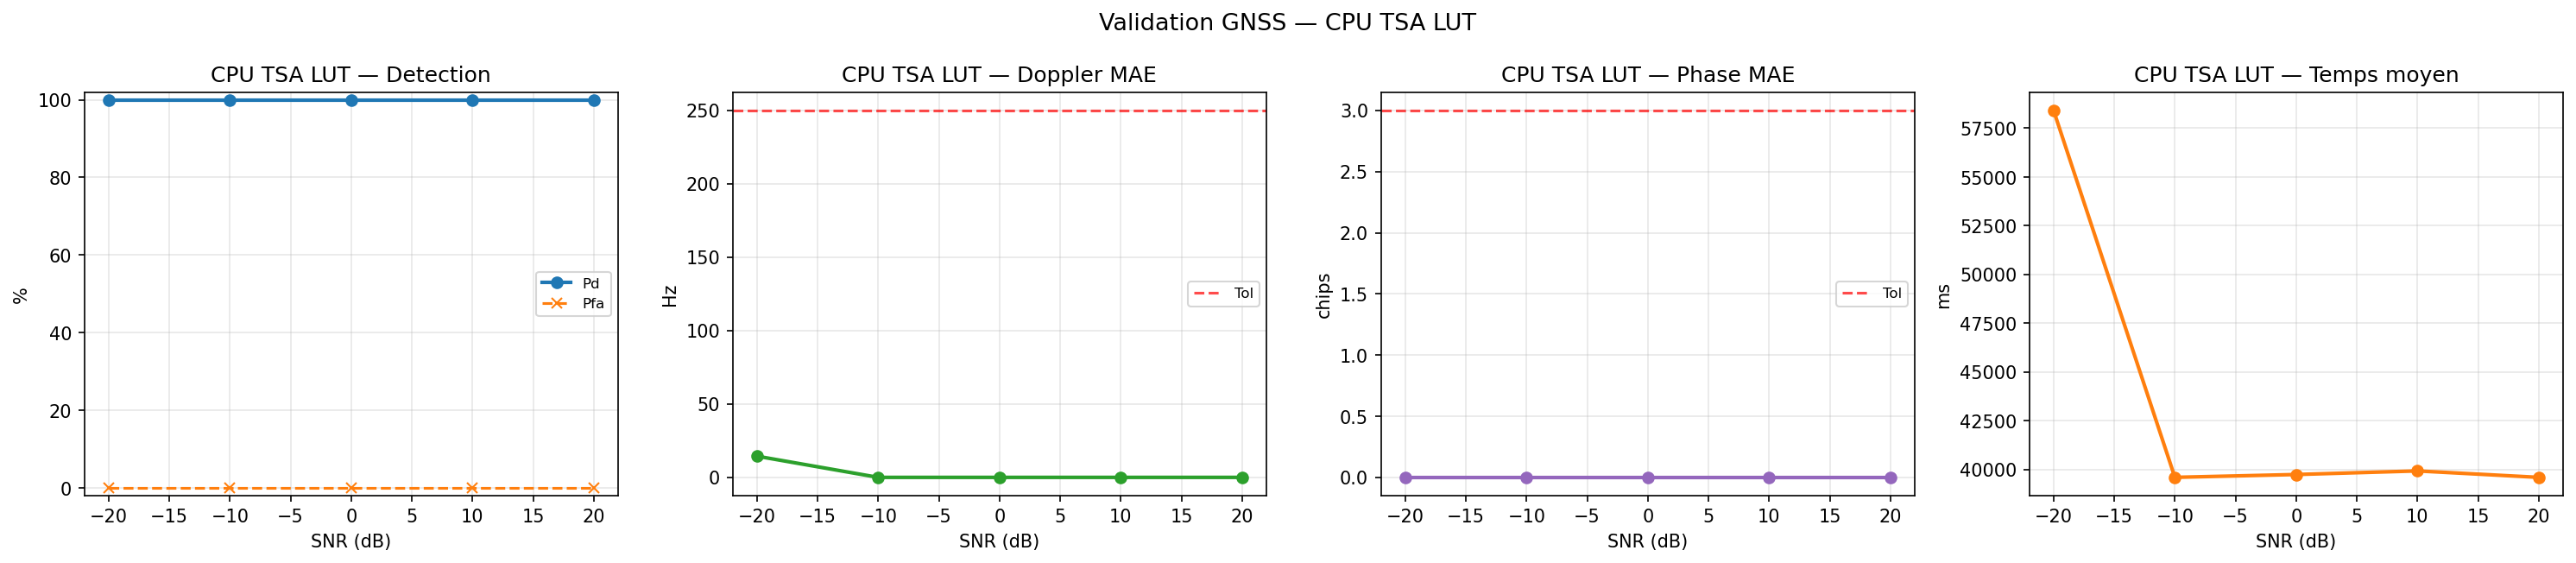 Validation GNSS — CPU TSA LUT
CPU TSA LUT — Detection
100
80
60
40
20
0
%
Pd
Pfa
−20 −15 −10 −5 0 5 10 15 20
SNR (dB)
CPU TSA LUT — Doppler MAE
250
200
150
100
50
0
Hz
Tol
−20 −15 −10 −5 0 5 10 15 20
SNR (dB)
CPU TSA LUT — Phase MAE
3.0
2.5
2.0
1.5
1.0
0.5
0.0
chips
Tol
−20 −15 −10 −5 0 5 10 15 20
SNR (dB)
CPU TSA LUT — Temps moyen
57500
55000
52500
50000
47500
45000
42500
40000
ms
−20 −15 −10 −5 0 5 10 15 20
SNR (dB)